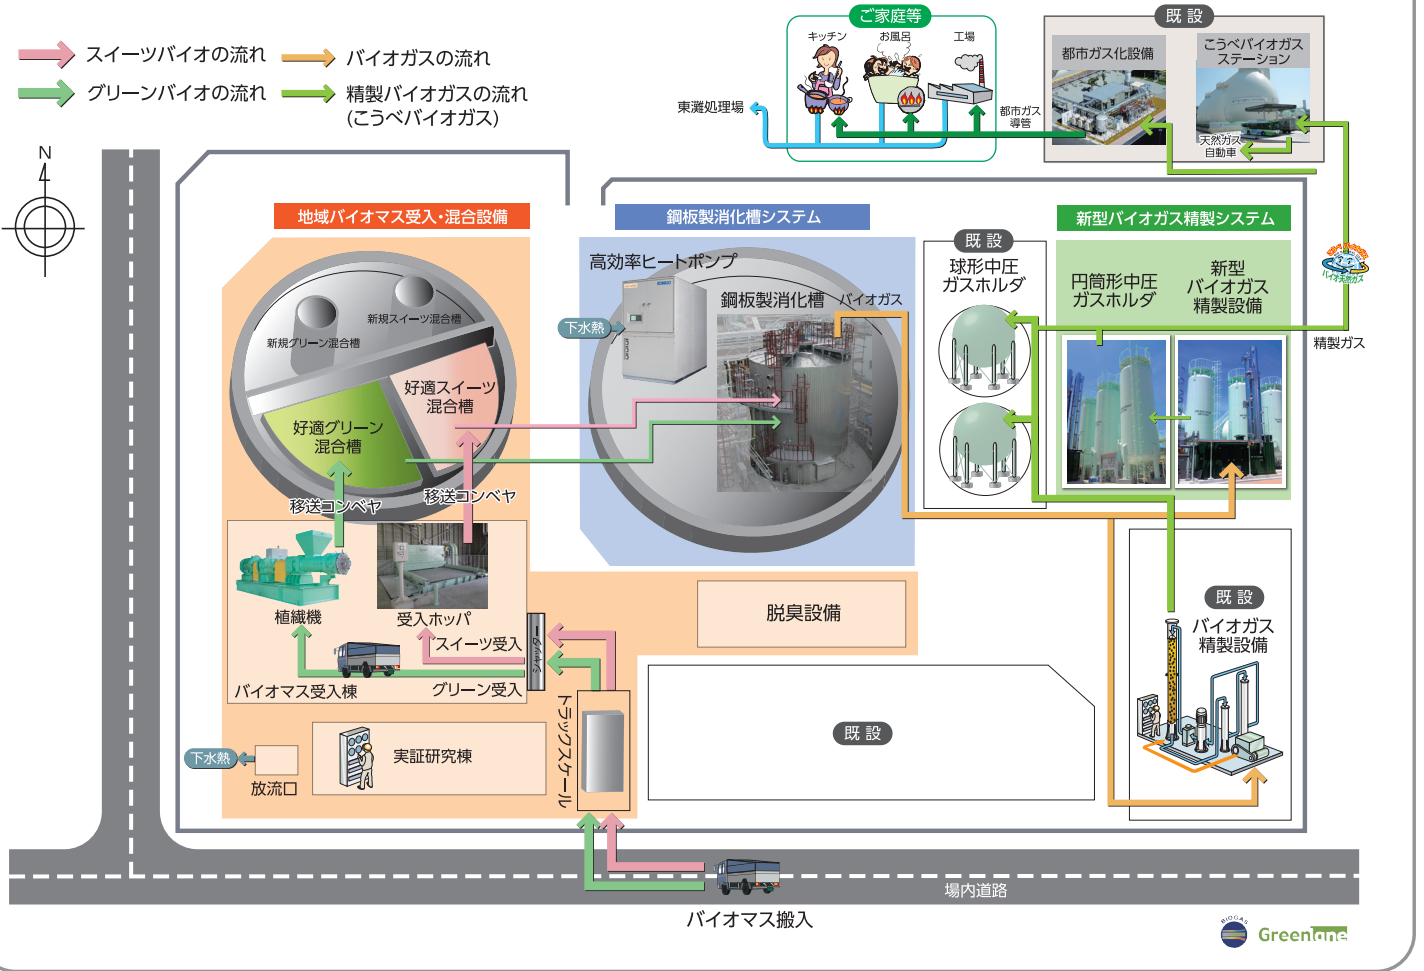 スイーツバイオの流れ
グリーンバイオの流れ
バイオガスの流れ
精製バイオガスの流れ
(こうべバイオガス)
N
ご家庭等
キッチン
お風呂
工場
東灘処理場
都市ガス
導管
既設
都市ガス化設備
こうべバイオガス
ステーション
天然ガス
自動車
地域バイオマス受入・混合設備
新規スイーツ混合槽
新規グリーン混合槽
好適スイーツ
混合槽
好適グリーン
混合槽
移送コンベヤ
移送コンベヤ
鋼板製消化槽システム
高効率ヒートポンプ
下水熱
鋼板製消化槽
バイオガス
既設
球形中圧
ガスホルダ
新型バイオガス精製システム
円筒形中圧
ガスホルダ
新型
バイオガス
精製設備
バイオ天然ガス
精製ガス
植繊機
受入ホッパ
スイーツ受入
グリーン受入
バイオマス受入棟
シャッター
トラックスケール
脱臭設備
既設
既設
バイオガス
精製設備
下水熱
放流口
実証研究棟
場内道路
バイオマス搬入
BIOGAS
Greenlane